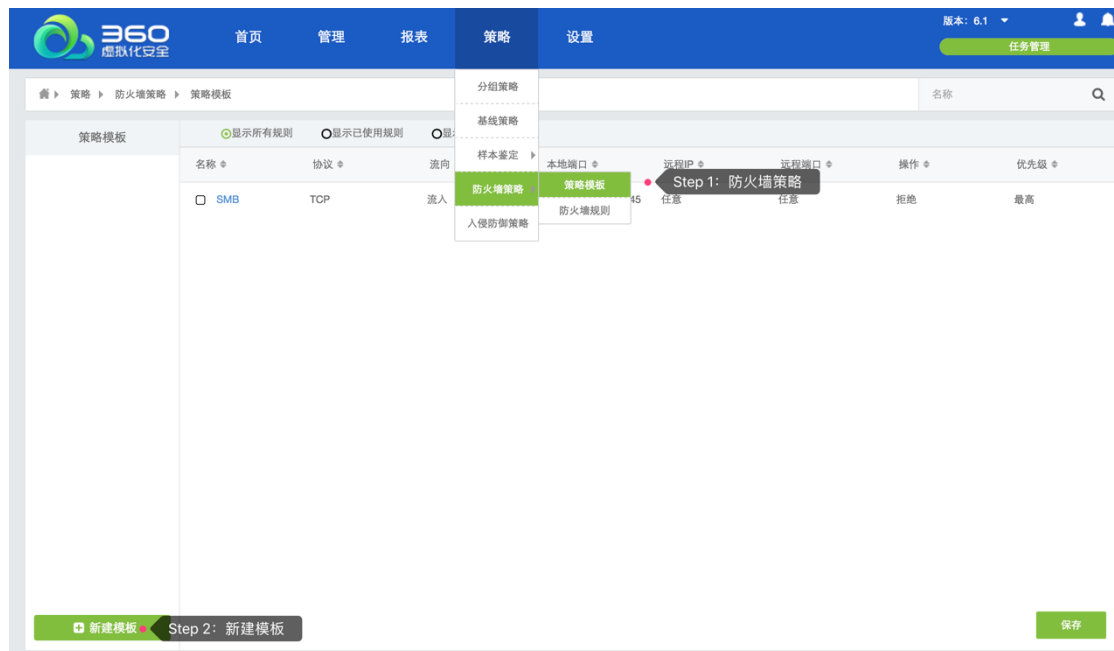 360
虚拟化安全
首页 管理 报表 策略 设置
版本：6.1
任务管理
策略 防火墙策略 策略模板
名称
分组策略
基线策略
样本鉴定
防火墙策略
入侵防御策略
策略模板
防火墙规则
Step 1：防火墙策略
策略模板
显示所有规则 显示已使用规则
名称 协议 流向 本地端口 远程IP 远程端口 操作 优先级
SMB TCP 流入 45 任意 任意 拒绝 最高
新建模板
Step 2：新建模板
保存